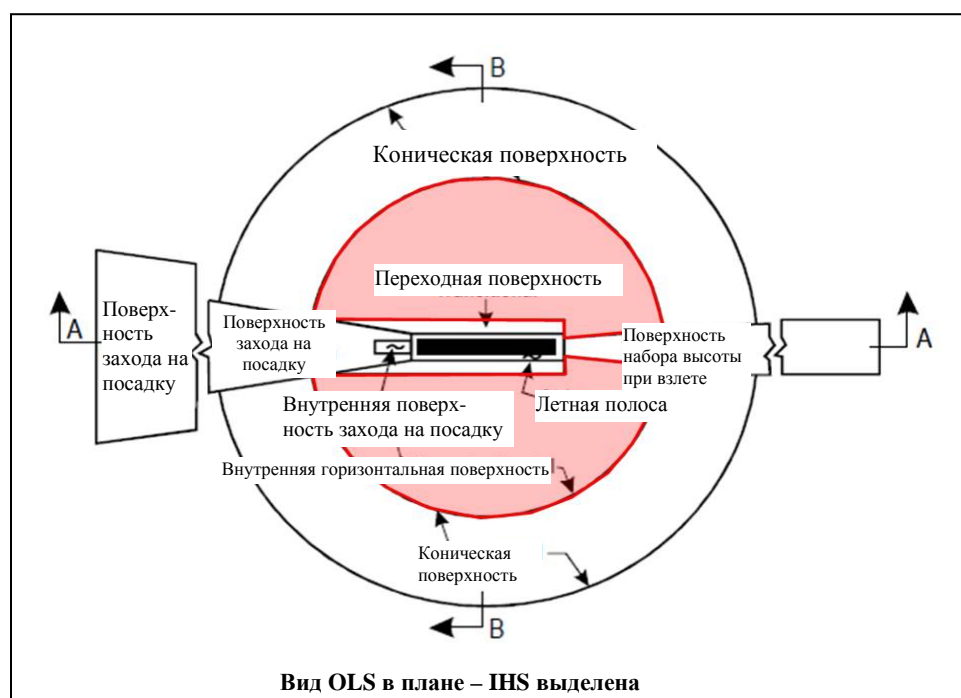 B
Коническая поверхность
Переходная поверхность
Поверх-
ность
захода на
посадку
A
Поверхность
захода на
посадку
Поверхность
набора высоты
при взлете
A
Внутренняя поверх-
ность захода на посадку
Летная полоса
Внутренняя горизонтальная поверхность
Коническая
поверхность
B
Вид OLS в плане – IHS выделена